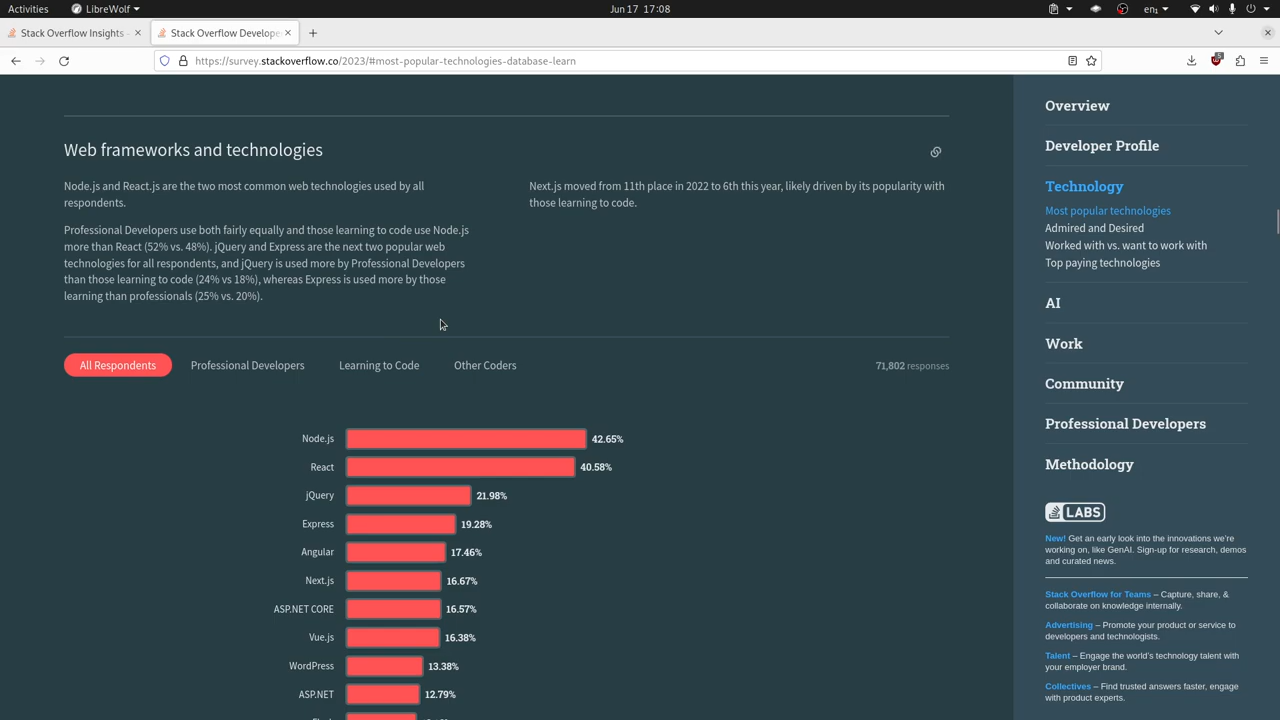 Activities
LibreWolf
Jun 17 17:08
en₁
Stack Overflow Insights -
Stack Overflow Develope
https://survey.stackoverflow.co/2023/#most-popular-technologies-database-learn
Web frameworks and technologies
Node.js and React.js are the two most common web technologies used by all
respondents.
Professional Developers use both fairly equally and those learning to code use Node.js
more than React (52% vs. 48%). jQuery and Express are the next two popular web
technologies for all respondents, and jQuery is used more by Professional Developers
than those learning to code (24% vs 18%), whereas Express is used more by those
learning than professionals (25% vs. 20%).
Next.js moved from 11th place in 2022 to 6th this year, likely driven by its popularity with
those learning to code.
All Respondents
Professional Developers
Learning to Code
Other Coders
71,802 responses
Node.js 42.65%
React 40.58%
jQuery 21.98%
Express 19.28%
Angular 17.46%
Next.js 16.67%
ASP.NET CORE 16.57%
Vue.js 16.38%
WordPress 13.38%
ASP.NET 12.79%
Overview
Developer Profile
Technology
Most popular technologies
Admired and Desired
Worked with vs. want to work with
Top paying technologies
AI
Work
Community
Professional Developers
Methodology
LABS
New! Get an early look into the innovations we're
working on, like GenAI. Sign-up for research, demos
and curated news.
Stack Overflow for Teams – Capture, share, &
collaborate on knowledge internally.
Advertising – Promote your product or service to
developers and technologists.
Talent – Engage the world's technology talent with
your employer brand.
Collectives – Find trusted answers faster, engage
with product experts.